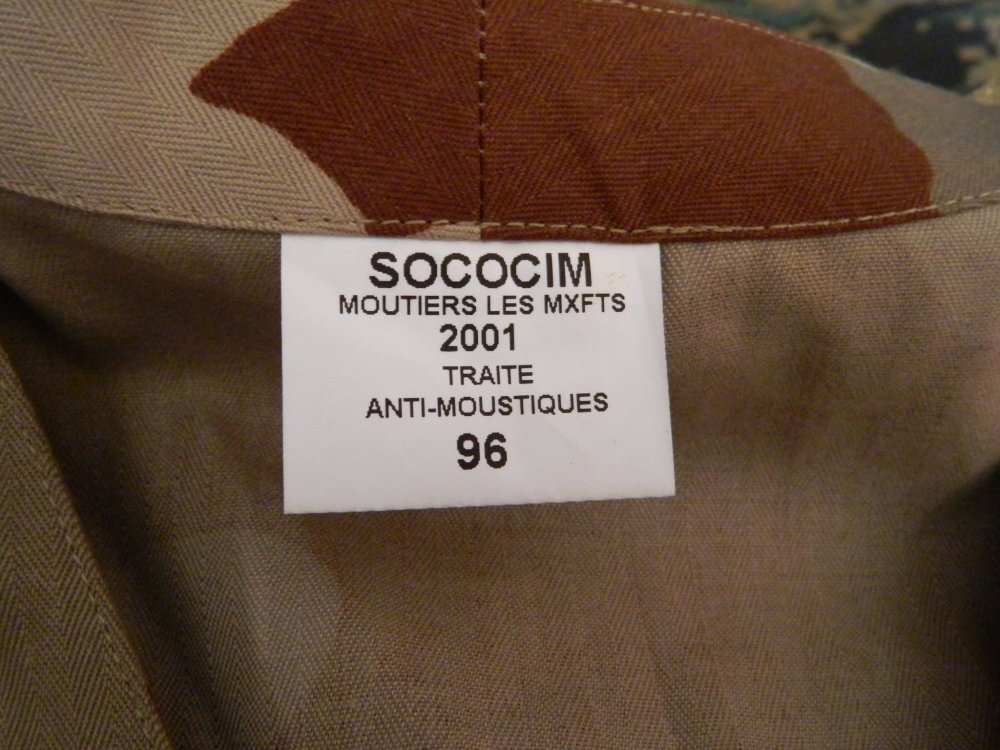 SOCOCIM
MOUTIERS LES MXFTS
2001
TRAITE
ANTI-MOUSTIQUES
96